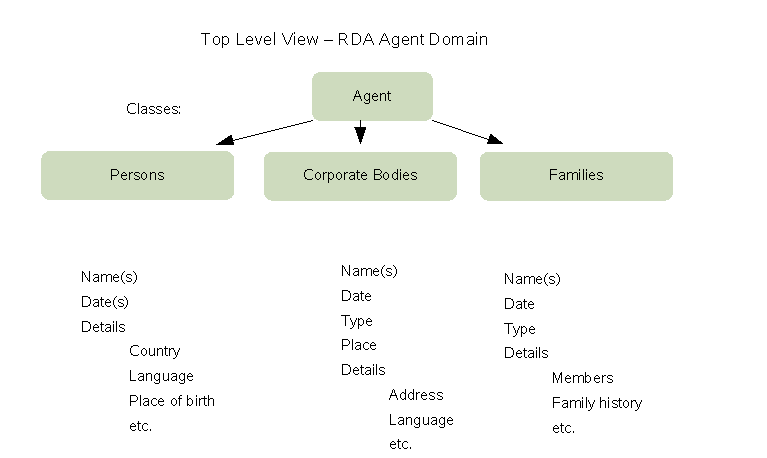 Top Level View – RDA Agent Domain
Agent
Classes:
Persons
Corporate Bodies
Families
Name(s)
Date(s)
Details
Country
Language
Place of birth
etc.
Name(s)
Date
Type
Place
Details
Address
Language
etc.
Name(s)
Date
Type
Details
Members
Family history
etc.